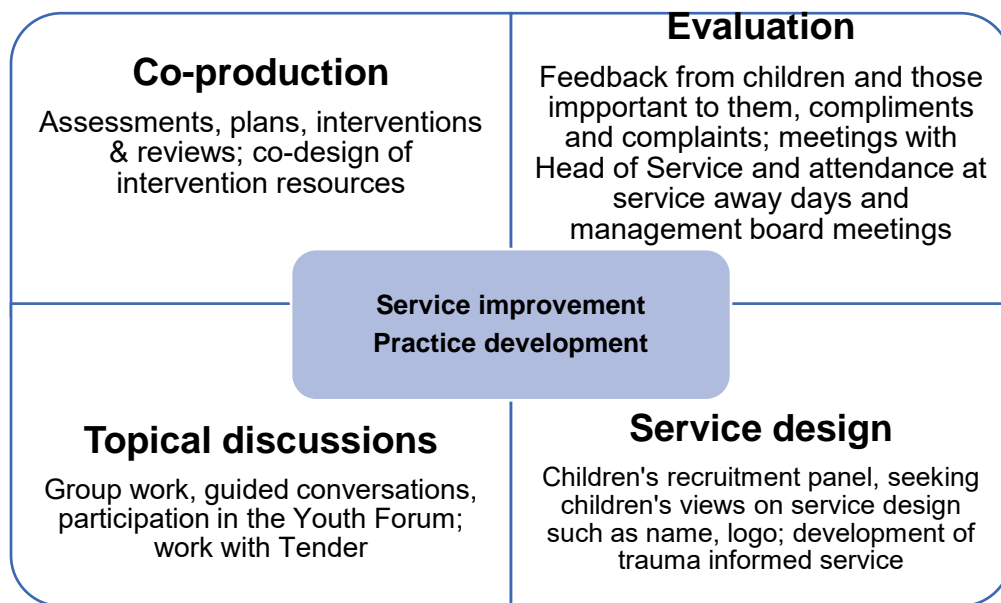 Co-production
Assessments, plans, interventions
& reviews; co-design of
intervention resources
Evaluation
Feedback from children and those
impportant to them, compliments
and complaints; meetings with
Head of Service and attendance at
service away days and
management board meetings
Service improvement
Practice development
Topical discussions
Group work, guided conversations,
participation in the Youth Forum;
work with Tender
Service design
Children's recruitment panel, seeking
children's views on service design
such as name, logo; development of
trauma informed service